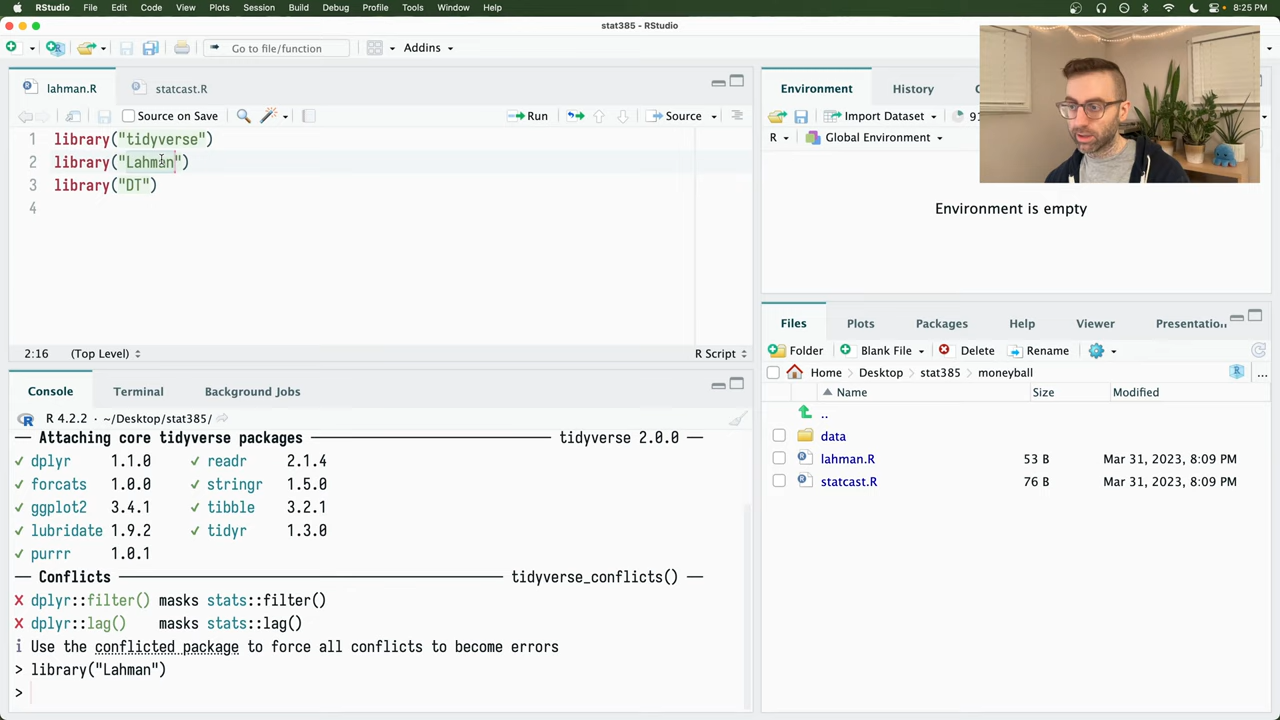 RStudio File Edit Code View Plots Session Build Debug Profile Tools Window Help 8:25 PM
stat385 - RStudio
Go to file/function Addins
lahman.R statcast.R
Source on Save Run Source
1 library("tidyverse")
2 library("Lahman")
3 library("DT")
4
2:16 (Top Level) R Script
Console Terminal Background Jobs
R 4.2.2 · ~/Desktop/stat385/
── Attaching core tidyverse packages ── tidyverse 2.0.0 ──
✓ dplyr 1.1.0 ✓ readr 2.1.4
✓ forcats 1.0.0 ✓ stringr 1.5.0
✓ ggplot2 3.4.1 ✓ tibble 3.2.1
✓ lubridate 1.9.2 ✓ tidyr 1.3.0
✓ purrr 1.0.1
── Conflicts ── tidyverse_conflicts() ──
✗ dplyr::filter() masks stats::filter()
✗ dplyr::lag() masks stats::lag()
ℹ Use the conflicted package to force all conflicts to become errors
> library("Lahman")
>
Environment History
Import Dataset
R Global Environment
Environment is empty
Files Plots Packages Help Viewer Presentation
Folder Blank File Delete Rename
Home Desktop stat385 moneyball ...
Name Size Modified
..
data
lahman.R 53 B Mar 31, 2023, 8:09 PM
statcast.R 76 B Mar 31, 2023, 8:09 PM